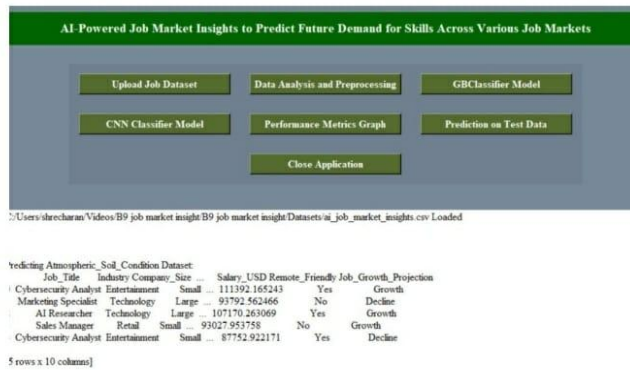 AI-Powered Job Market Insights to Predict Future Demand for Skills Across Various Job Markets
Upload Job Dataset Data Analysis and Preprocessing GBClassifier Model
CNN Classifier Model Performance Metrics Graph Prediction on Test Data
Close Application
:/Users/shrecharan/Videos/B9 job market insight/B9 job market insight/Datasets/ai_job_market_insights.csv Loaded
Predicting Atmospheric_Soil_Condition Dataset:
Job_Title Industry Company_Size ... Salary_USD Remote_Friendly Job_Growth_Projection
Cybersecurity Analyst Entertainment Small ... 111392.165243 Yes Growth
Marketing Specialist Technology Large ... 93792.562466 No Decline
AI Researcher Technology Large ... 107170.263069 Yes Growth
Sales Manager Retail Small ... 93027.953758 No Growth
Cybersecurity Analyst Entertainment Small ... 87752.922171 Yes Decline
5 rows x 10 columns]